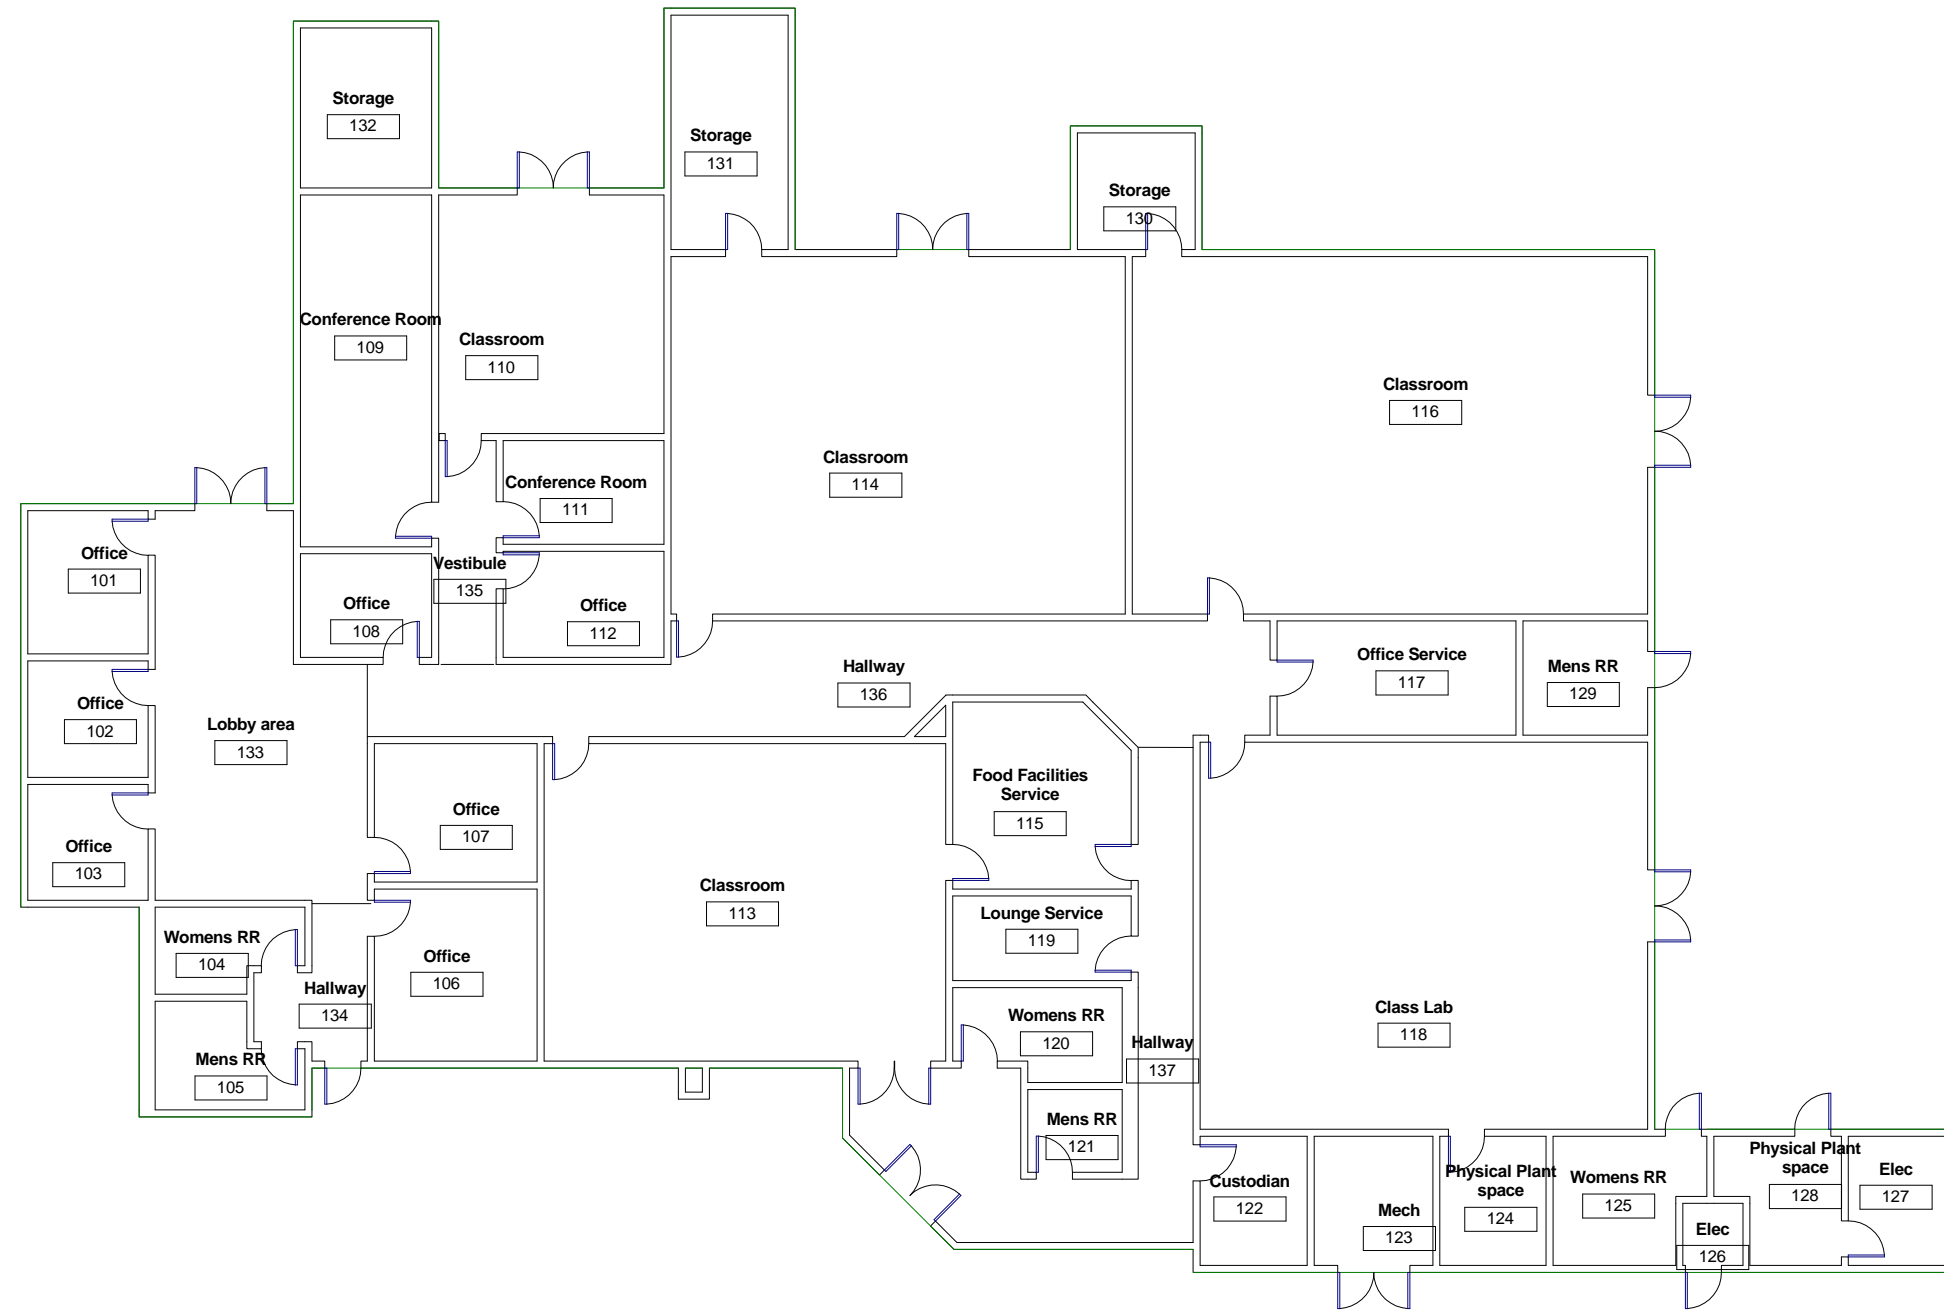 Storage
132
Storage
131
Storage
130
Conference Room
109
Classroom
110
Classroom
116
Classroom
114
Conference Room
111
Office
101
Vestibule
135
Office
108
Office
112
Hallway
136
Office Service
117
Mens RR
129
Office
102
Lobby area
133
Food Facilities
Service
115
Office
107
Office
103
Classroom
113
Lounge Service
119
Womens RR
104
Office
106
Hallway
134
Class Lab
118
Womens RR
120
Hallway
137
Mens RR
105
Mens RR
121
Custodian
122
Mech
123
Physical Plant
space
124
Womens RR
125
Physical Plant
space
128
Elec
127
Elec
126